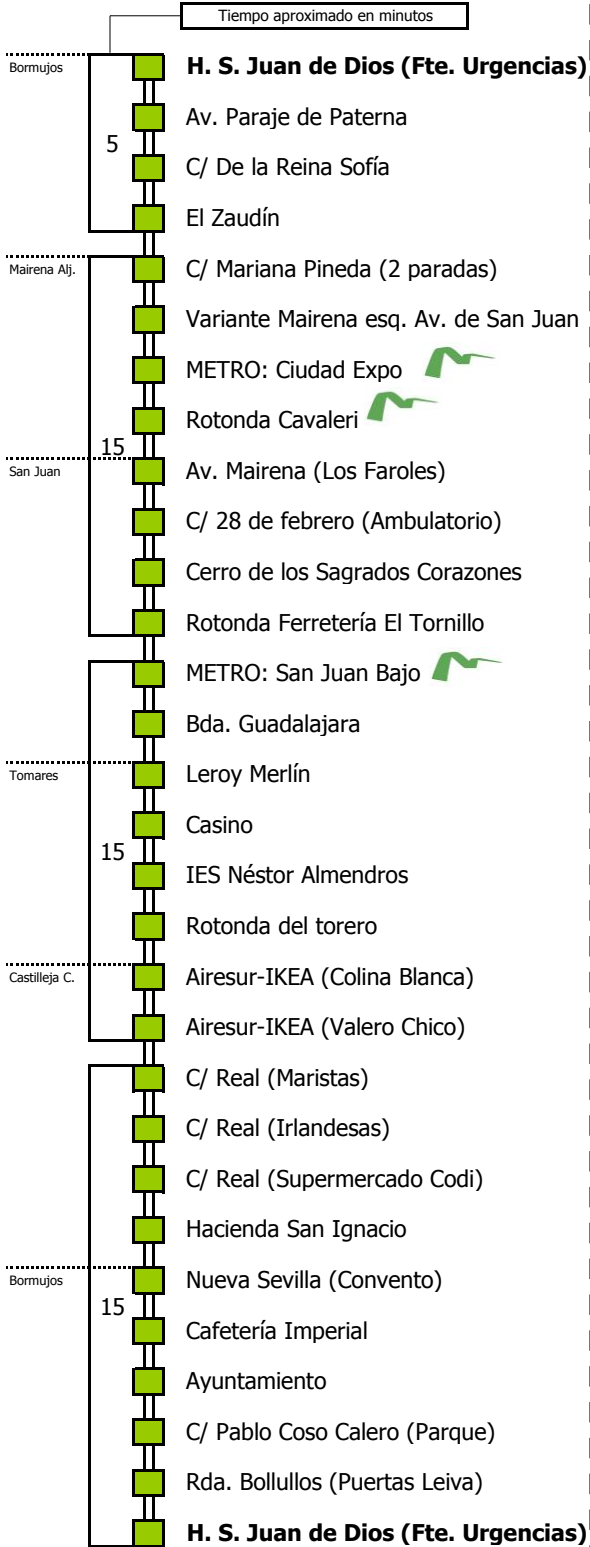 Tiempo aproximado en minutos
Bormujos
H. S. Juan de Dios (Fte. Urgencias)
Av. Paraje de Paterna
5
C/ De la Reina Sofía
El Zaudín
Mairena Alj.
C/ Mariana Pineda (2 paradas)
Variante Mairena esq. Av. de San Juan
METRO: Ciudad Expo
Rotonda Cavaleri
15
San Juan
Av. Mairena (Los Faroles)
C/ 28 de febrero (Ambulatorio)
Cerro de los Sagrados Corazones
Rotonda Ferretería El Tornillo
METRO: San Juan Bajo
Bda. Guadalajara
Tomares
Leroy Merlín
Casino
15
IES Néstor Almendros
Rotonda del torero
Castilleja C.
Airesur-IKEA (Colina Blanca)
Airesur-IKEA (Valero Chico)
C/ Real (Maristas)
C/ Real (Irlandesas)
C/ Real (Supermercado Codi)
Hacienda San Ignacio
Bormujos
Nueva Sevilla (Convento)
15
Cafetería Imperial
Ayuntamiento
C/ Pablo Coso Calero (Parque)
Rda. Bollullos (Puertas Leiva)
H. S. Juan de Dios (Fte. Urgencias)